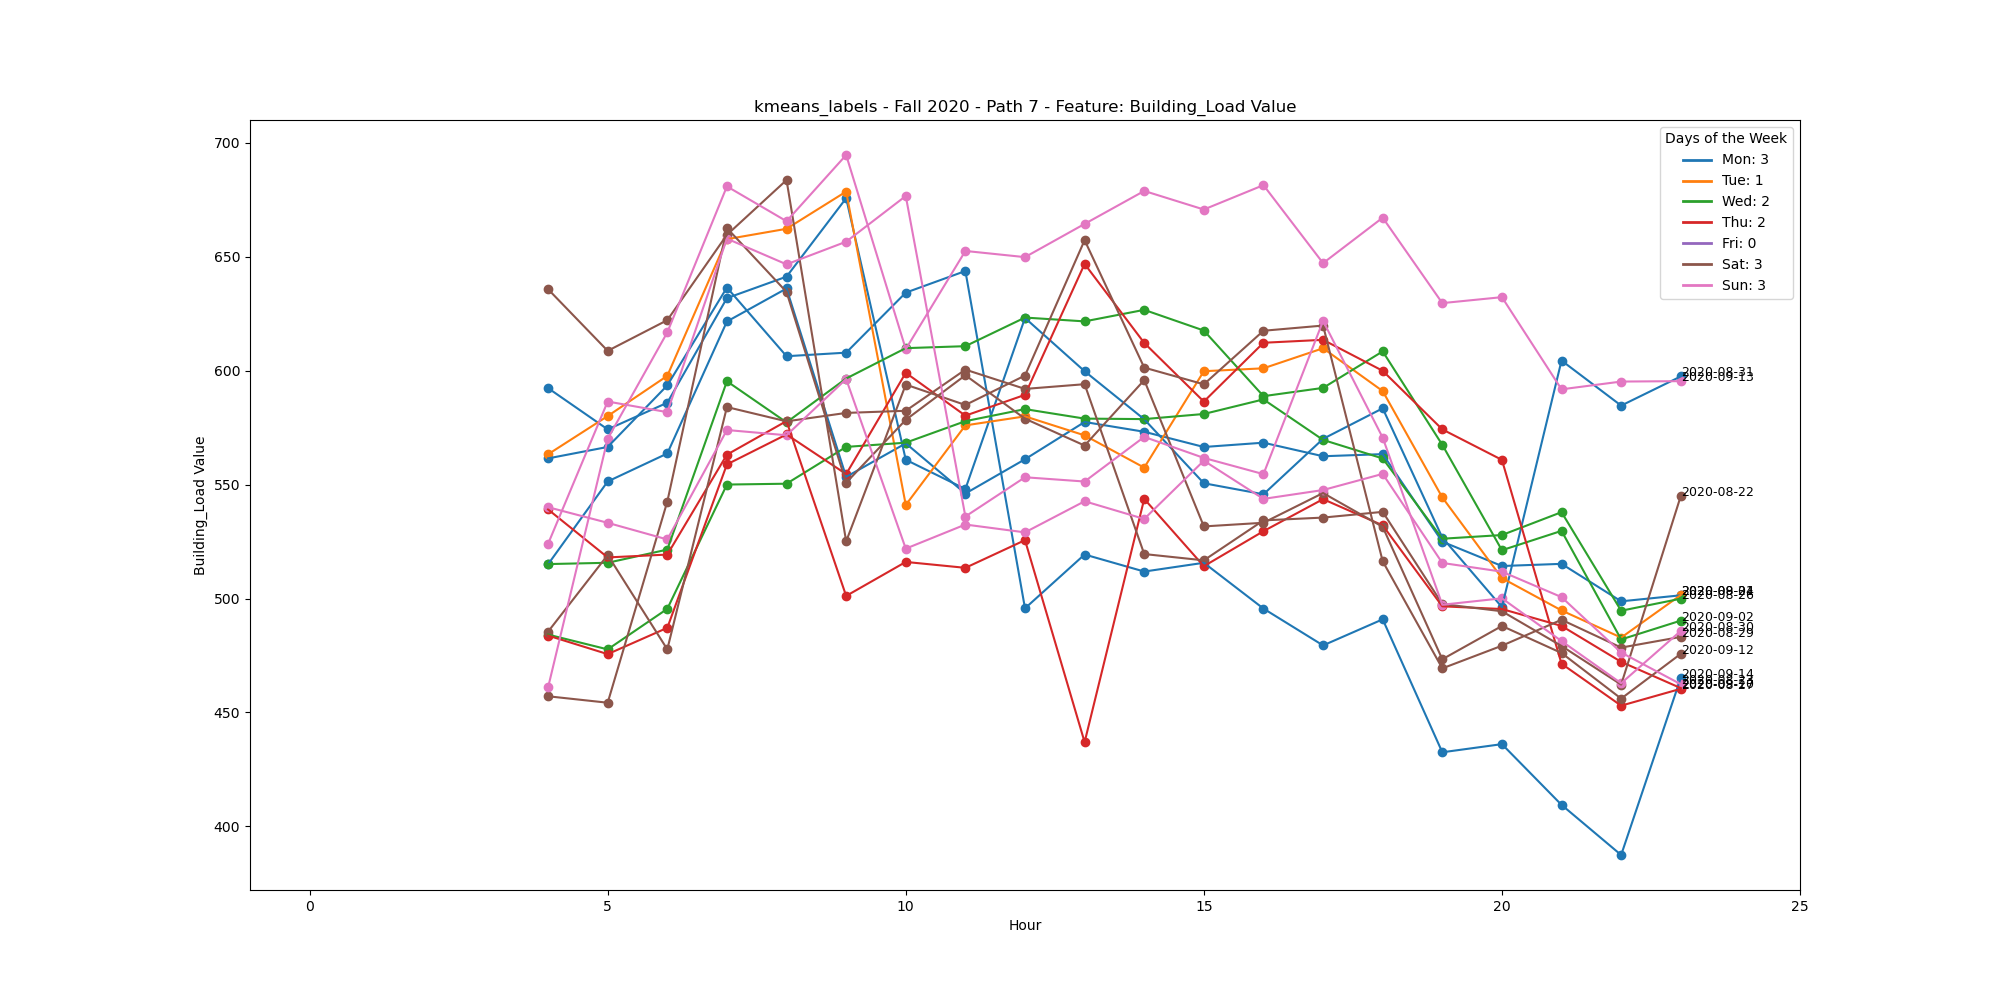 kmeans_labels - Fall 2020 - Path 7 - Feature: Building_Load Value
Days of the Week
Mon: 3
Tue: 1
Wed: 2
Thu: 2
Fri: 0
Sat: 3
Sun: 3
700
650
600
550
500
450
400
Building_Load Value
2020-08-31
2020-09-13
2020-08-22
2020-08-26
2020-09-02
2020-08-30
2020-08-29
2020-09-12
2020-09-14
2020-08-27
0
5
10
15
20
25
Hour